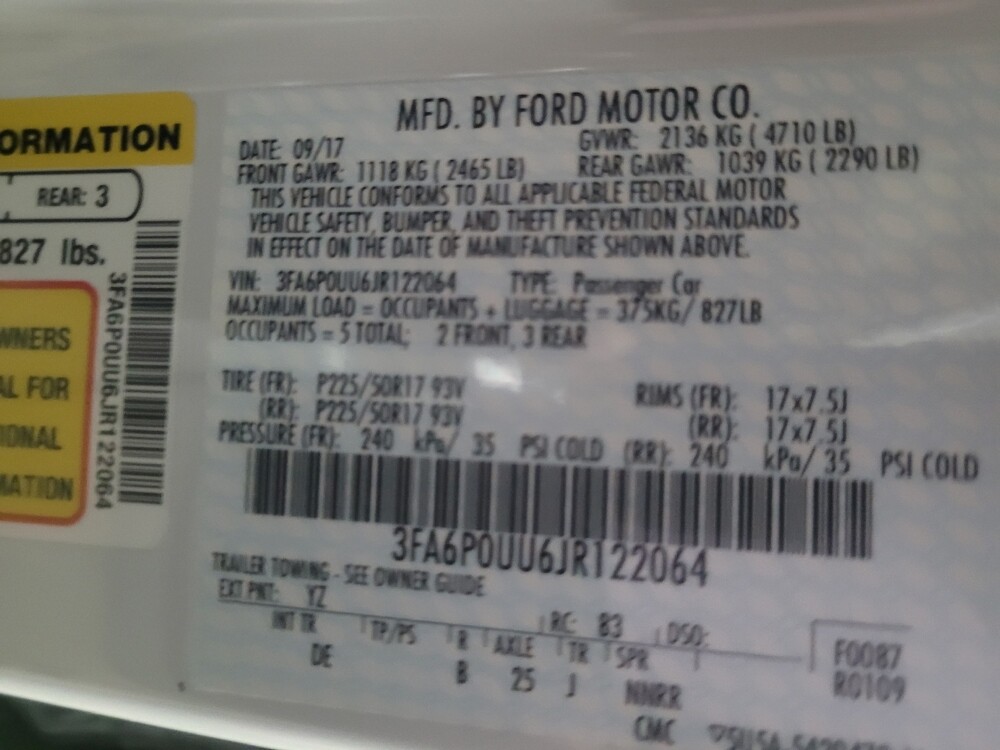 ORMATION
REAR: 3
827 lbs.
3FA6P0UU6JR122064
WNERS
AL FOR
IONAL
MATION
MFD. BY FORD MOTOR CO.
DATE: 09/17 GVWR: 2136 KG ( 4710 LB)
FRONT GAWR: 1118 KG ( 2465 LB) REAR GAWR: 1039 KG ( 2290 LB)
THIS VEHICLE CONFORMS TO ALL APPLICABLE FEDERAL MOTOR
VEHICLE SAFETY, BUMPER, AND THEFT PREVENTION STANDARDS
IN EFFECT ON THE DATE OF MANUFACTURE SHOWN ABOVE.
VIN: 3FA6P0UU6JR122064 TYPE: Passenger Car
MAXIMUM LOAD = OCCUPANTS + LUGGAGE = 375KG/ 827LB
OCCUPANTS = 5 TOTAL; 2 FRONT, 3 REAR
TIRE (FR): P225/50R17 93V RIMS (FR): 17x7.5J
(RR): P225/50R17 93V (RR): 17x7.5J
PRESSURE (FR): 240 kPa/ 35 PSI COLD (RR): 240 kPa/ 35 PSI COLD
3FA6P0UU6JR122064
TRAILER TOWING - SEE OWNER GUIDE
EXT PNT: YZ RC: 83 DSO:
INT TR TP/PS R AXLE TR SPR F0087
DE B 25 J NNRR R0109
CMC